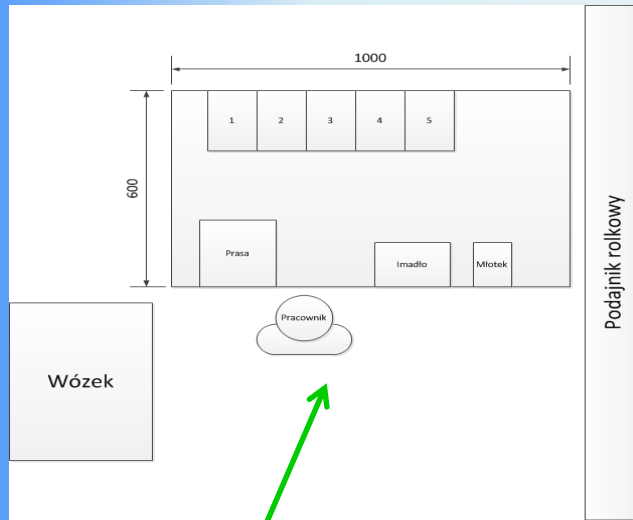 1000
600
1 2 3 4 5
Prasa
Imadło
Młotek
Pracownik
Wózek
Podajnik rolkowy